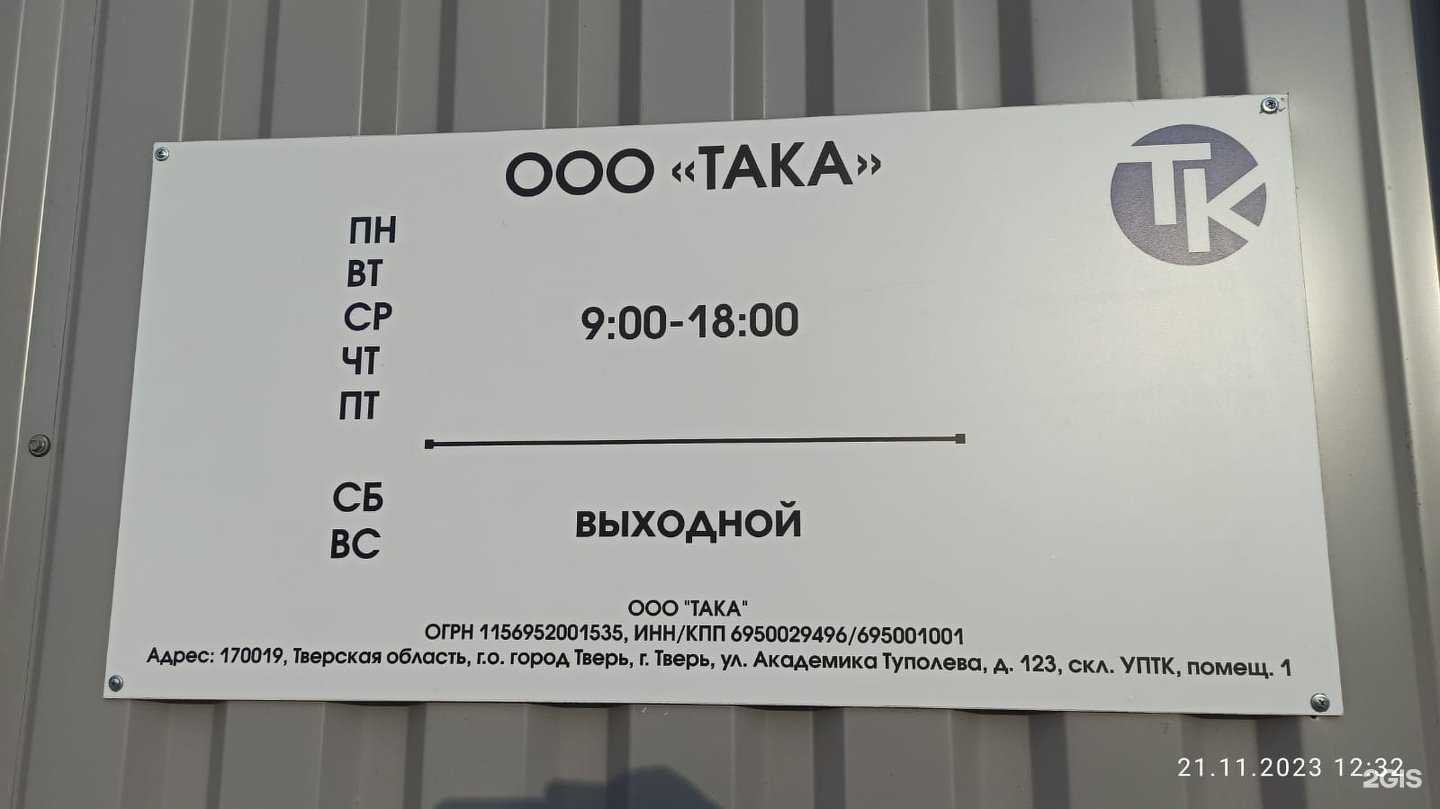 ООО «ТАКА»
ТК
ПН
ВТ
СР
ЧТ
ПТ
9:00-18:00
СБ
ВС
ВЫХОДНОЙ
ООО "ТАКА"
ОГРН 1156952001535, ИНН/КПП 6950029496/695001001
Адрес: 170019, Тверская область, г.о. город Тверь, г. Тверь, ул. Академика Туполева, д. 123, скл. УПТК, помещ. 1
21.11.2023 12:32
2GIS